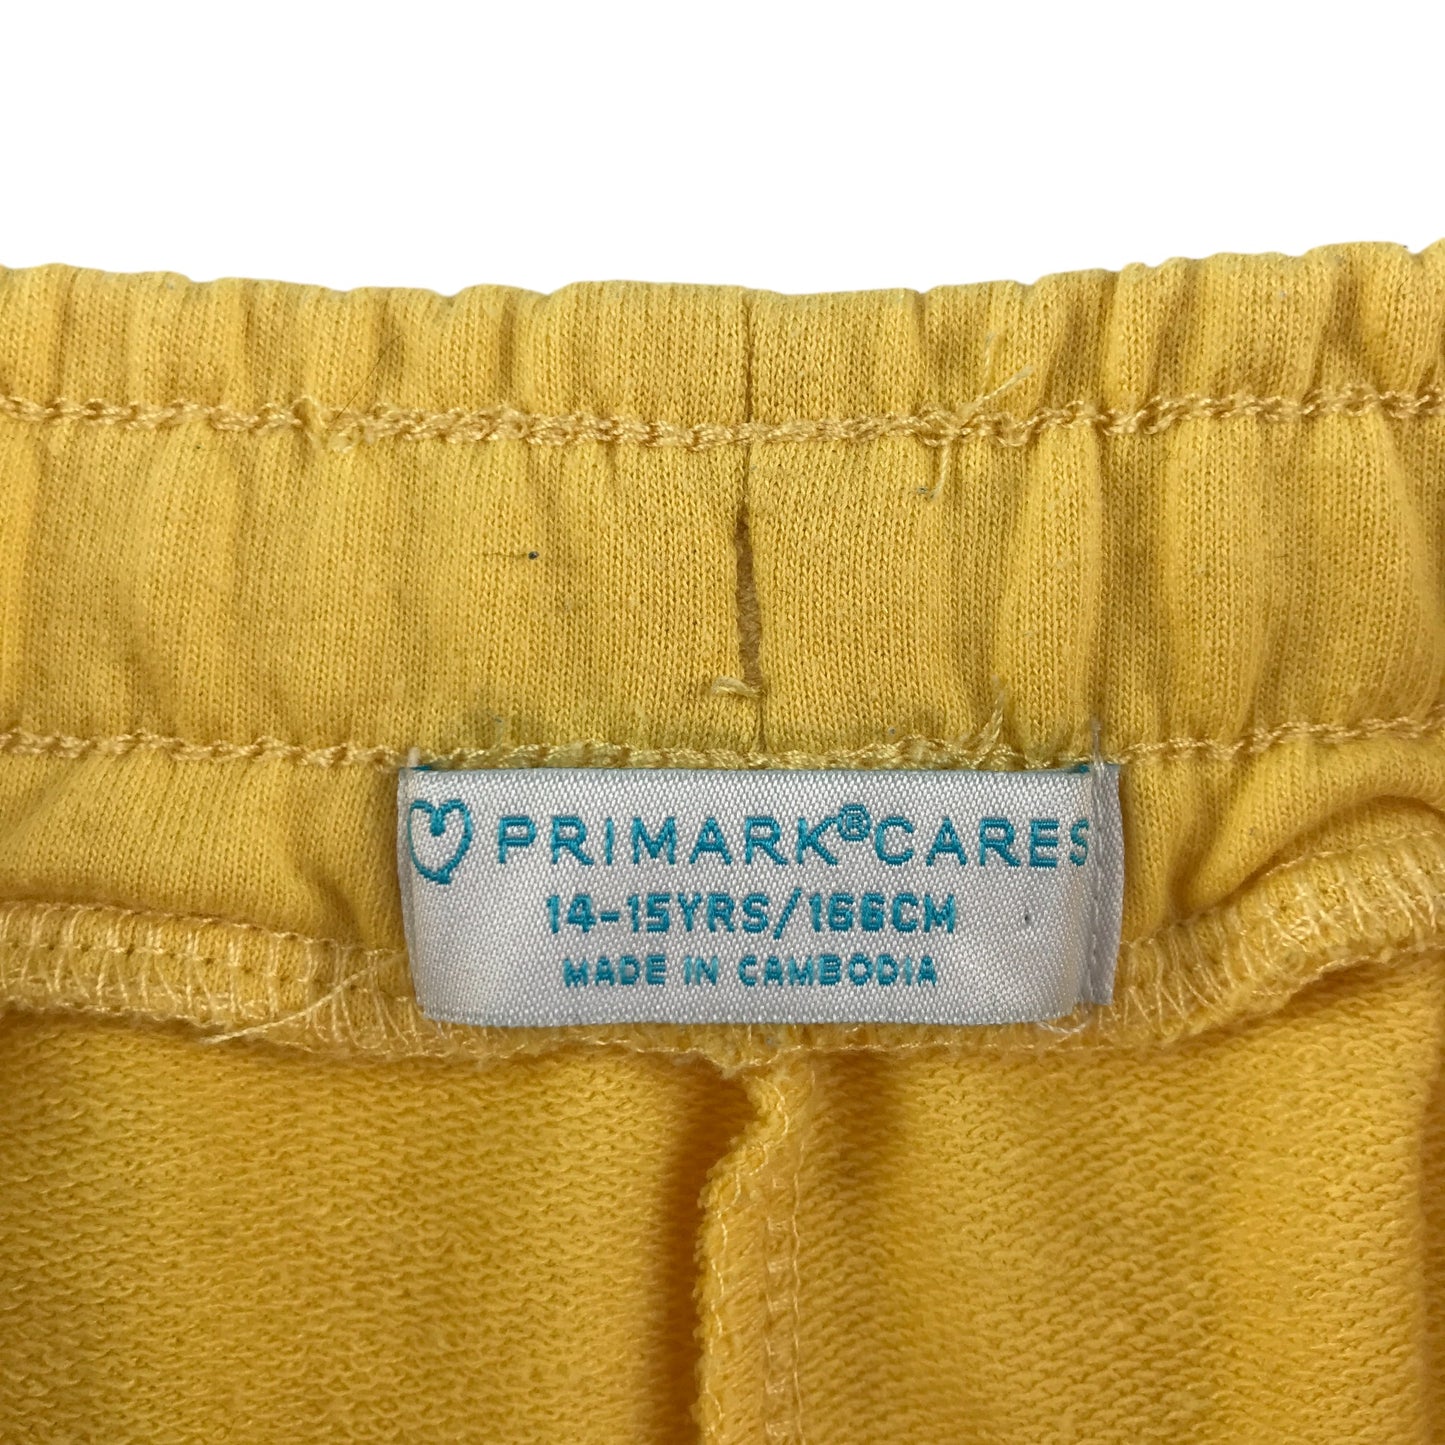 PRIMARK®CARES
14-15YRS/166CM
MADE IN CAMBODIA